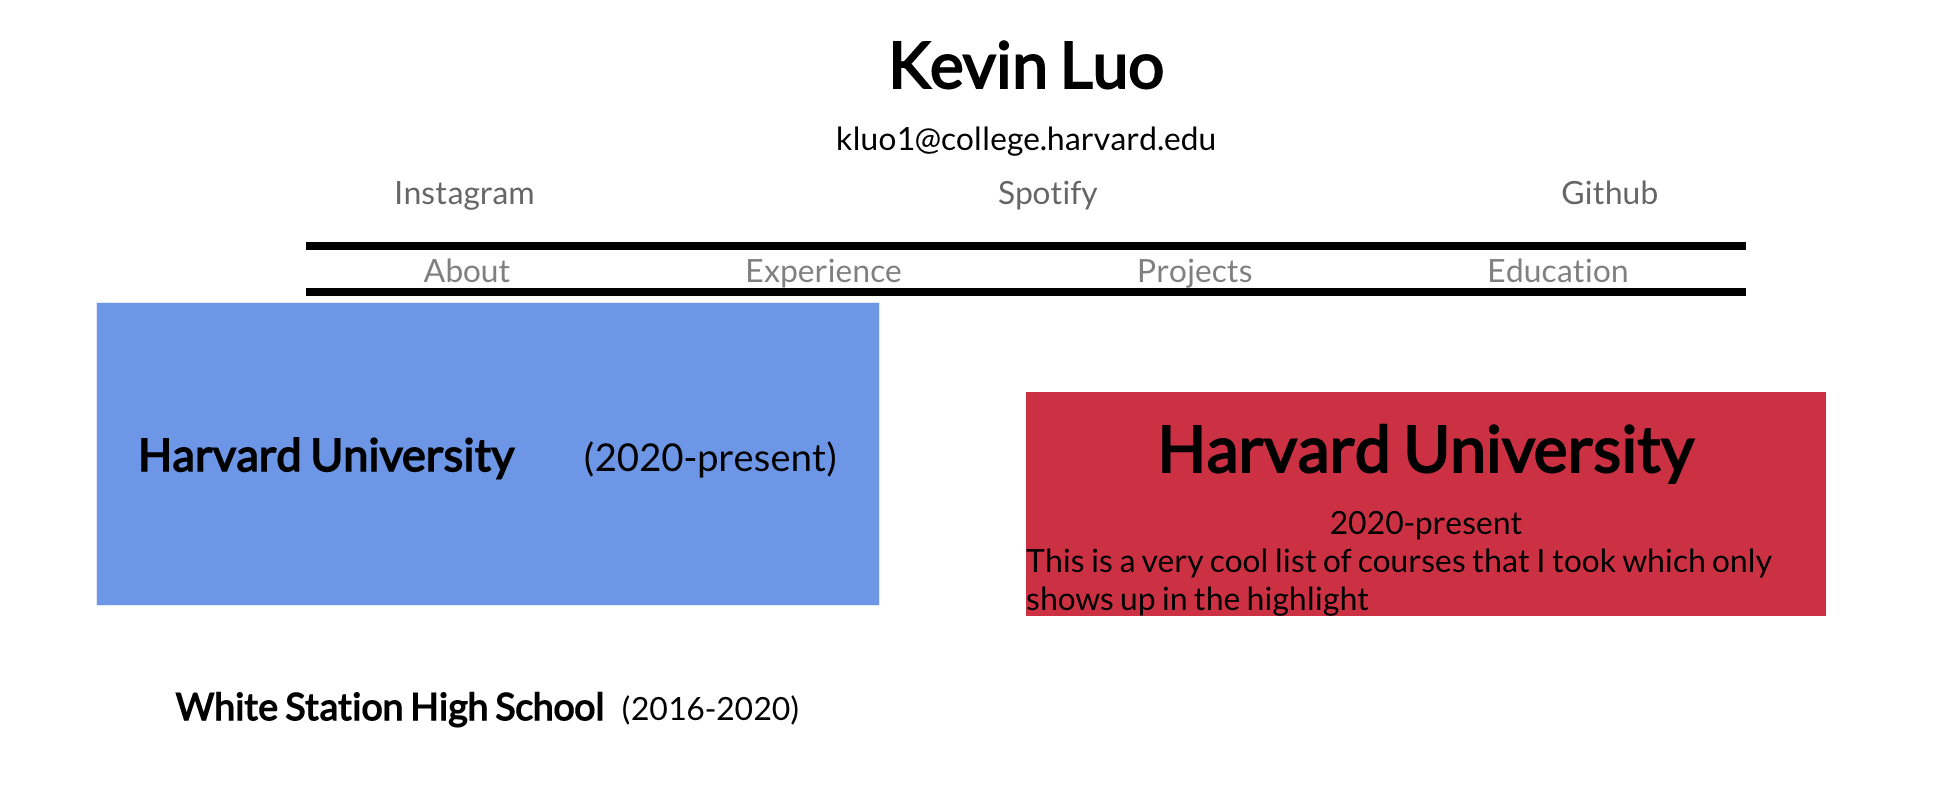 Kevin Luo
kluo1@college.harvard.edu
Instagram Spotify Github
About Experience Projects Education
Harvard University (2020-present)
White Station High School (2016-2020)
Harvard University
2020-present
This is a very cool list of courses that I took which only
shows up in the highlight